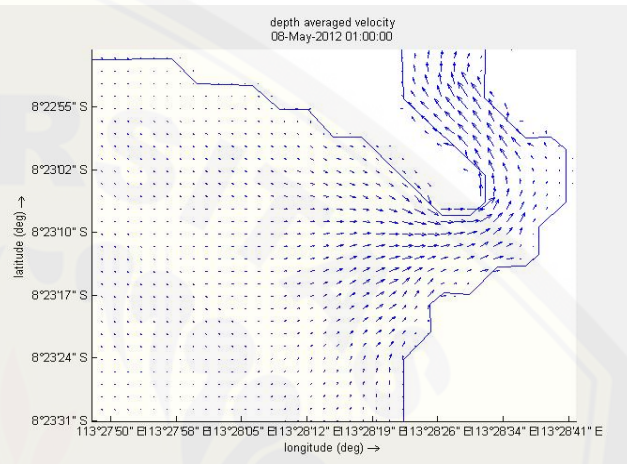 depth averaged velocity
08-May-2012 01:00:00
8°22'55" S
8°23'02" S
8°23'10" S
8°23'17" S
8°23'24" S
8°23'31" S
latitude (deg) →
113°27'50" E 113°27'58" E 113°28'05" E 113°28'12" E 113°28'19" E 113°28'26" E 113°28'34" E 113°28'41" E
longitude (deg) →